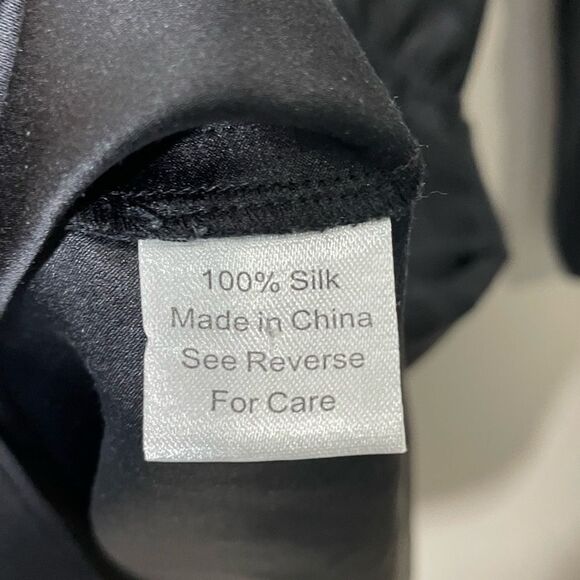 100% Silk
Made in China
See Reverse
For Care